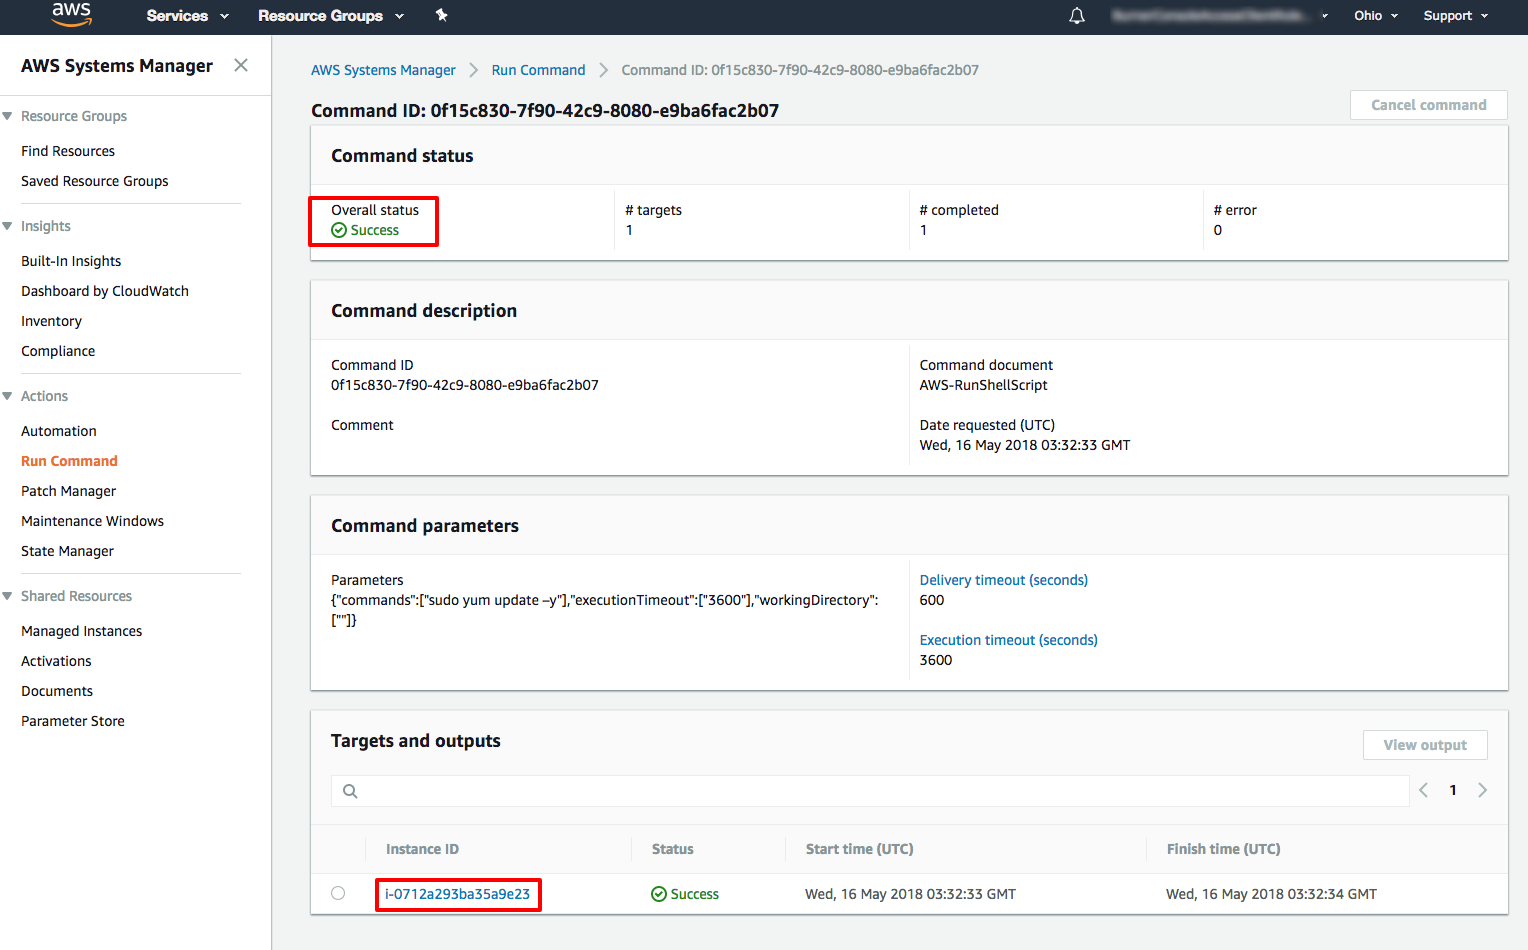 aws Services Resource Groups Ohio Support
AWS Systems Manager
Resource Groups
Find Resources
Saved Resource Groups
Insights
Built-In Insights
Dashboard by CloudWatch
Inventory
Compliance
Actions
Automation
Run Command
Patch Manager
Maintenance Windows
State Manager
Shared Resources
Managed Instances
Activations
Documents
Parameter Store
AWS Systems Manager > Run Command > Command ID: 0f15c830-7f90-42c9-8080-e9ba6fac2b07
Command ID: 0f15c830-7f90-42c9-8080-e9ba6fac2b07
Cancel command
Command status
Overall status
Success
# targets
1
# completed
1
# error
0
Command description
Command ID
0f15c830-7f90-42c9-8080-e9ba6fac2b07
Comment
Command document
AWS-RunShellScript
Date requested (UTC)
Wed, 16 May 2018 03:32:33 GMT
Command parameters
Parameters
{"commands":["sudo yum update –y"],"executionTimeout":["3600"],"workingDirectory":
[""]}
Delivery timeout (seconds)
600
Execution timeout (seconds)
3600
Targets and outputs
View output
1
Instance ID Status Start time (UTC) Finish time (UTC)
i-0712a293ba35a9e23 Success Wed, 16 May 2018 03:32:33 GMT Wed, 16 May 2018 03:32:34 GMT